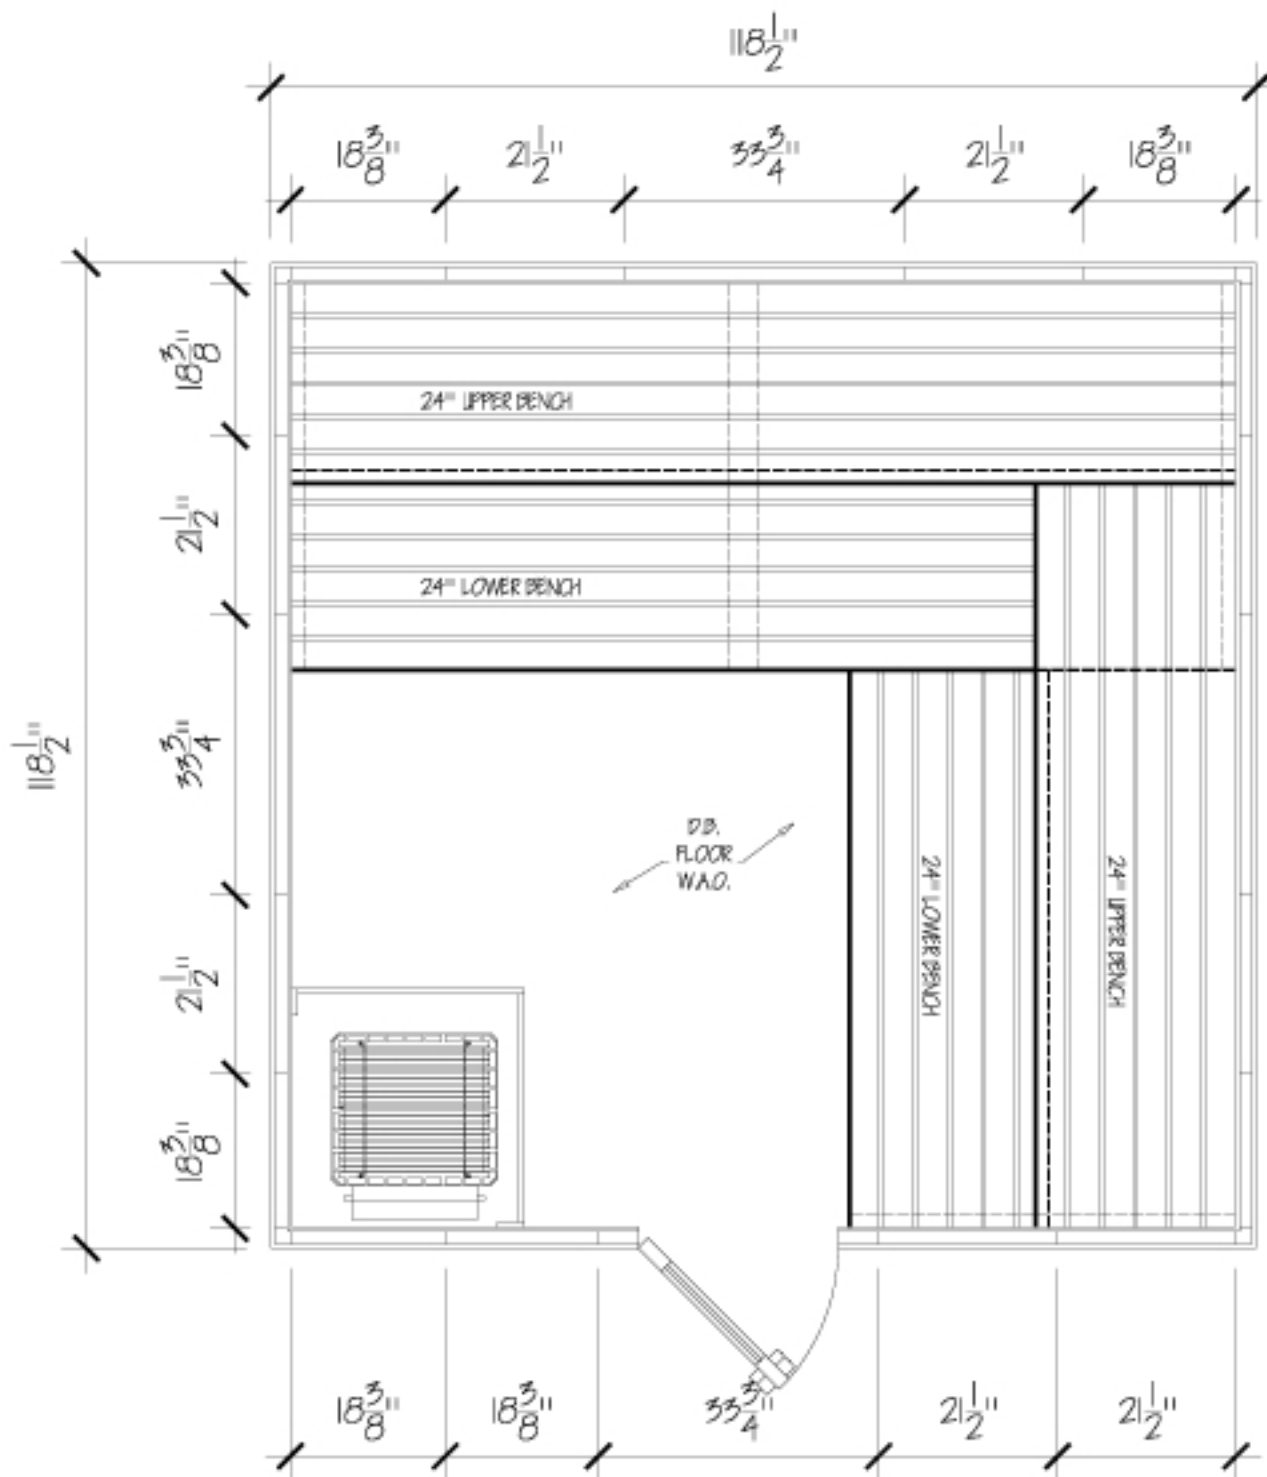 118 1/2"
18 3/8" 21 1/2" 33 3/4" 21 1/2" 18 3/8"
18 3/8"
24" UPPER BENCH
21 1/2"
24" LOWER BENCH
118 1/2"
33 3/4"
D.B.
FLOOR
W.A.O.
24" LOWER BENCH
24" UPPER BENCH
21 1/2"
18 3/8"
18 3/8" 18 3/8" 33 3/4" 21 1/2" 21 1/2"